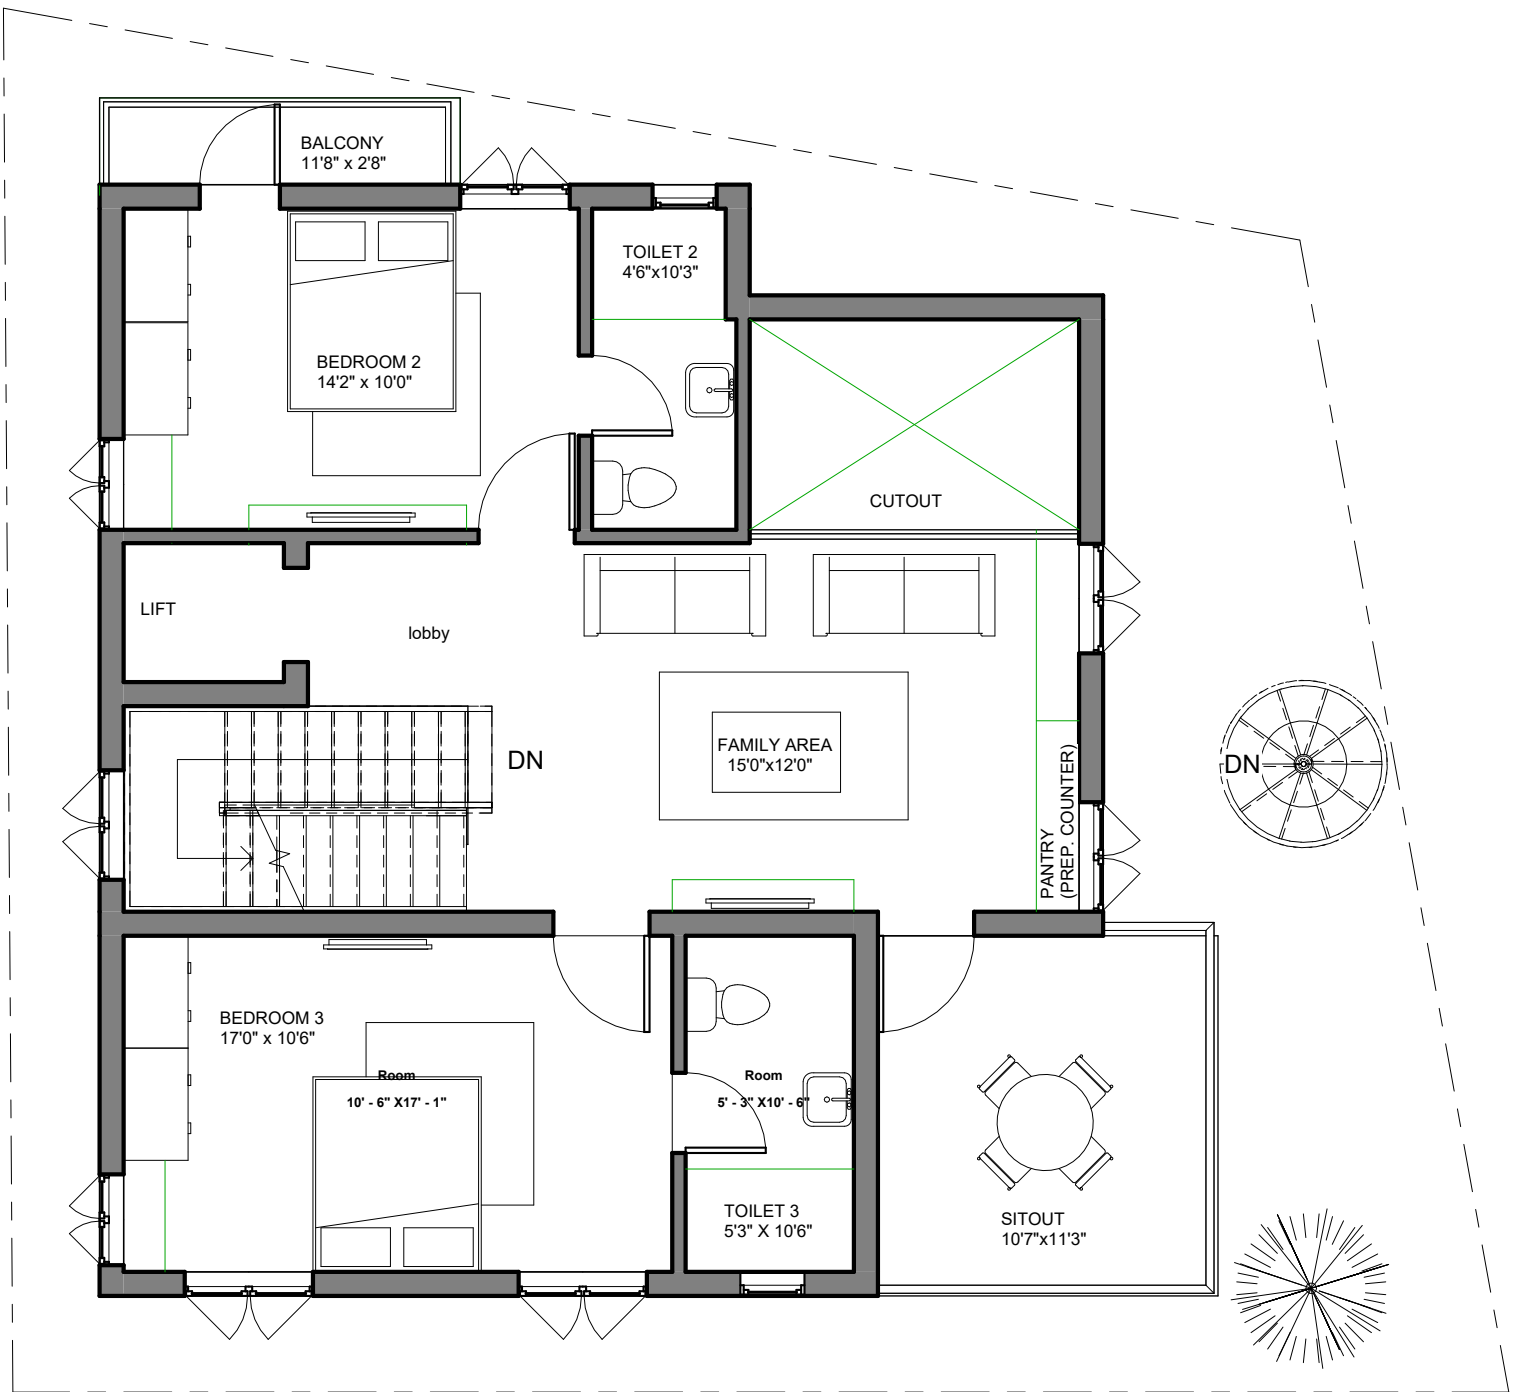 BALCONY
11'8" x 2'8"
TOILET 2
4'6"x10'3"
BEDROOM 2
14'2" x 10'0"
CUTOUT
LIFT
lobby
DN
FAMILY AREA
15'0"x12'0"
PANTRY
(PREP. COUNTER)
DN
BEDROOM 3
17'0" x 10'6"
Room
10' - 6" X17' - 1"
Room
5' - 3" X10' - 6"
TOILET 3
5'3" X 10'6"
SITOUT
10'7"x11'3"